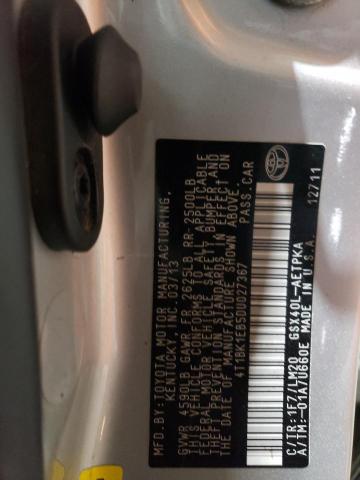 MFD.BY:TOYOTA MOTOR MANUFACTURING,
KENTUCKY, INC. 03/13
GVWR 4500LB GAWR FR 2625LB RR 2500LB
THIS VEHICLE CONFORMS TO ALL APPLICABLE
FEDERAL MOTOR VEHICLE SAFETY, BUMPER AND
THEFT PREVENTION STANDARDS IN EFFECT ON
THE DATE OF MANUFACTURE SHOWN ABOVE.
PASS.CAR
C/TR:1F7/LM20 GSX40L-AETPKA
A/TM:-01A/U660E MADE IN U.S.A.
12711